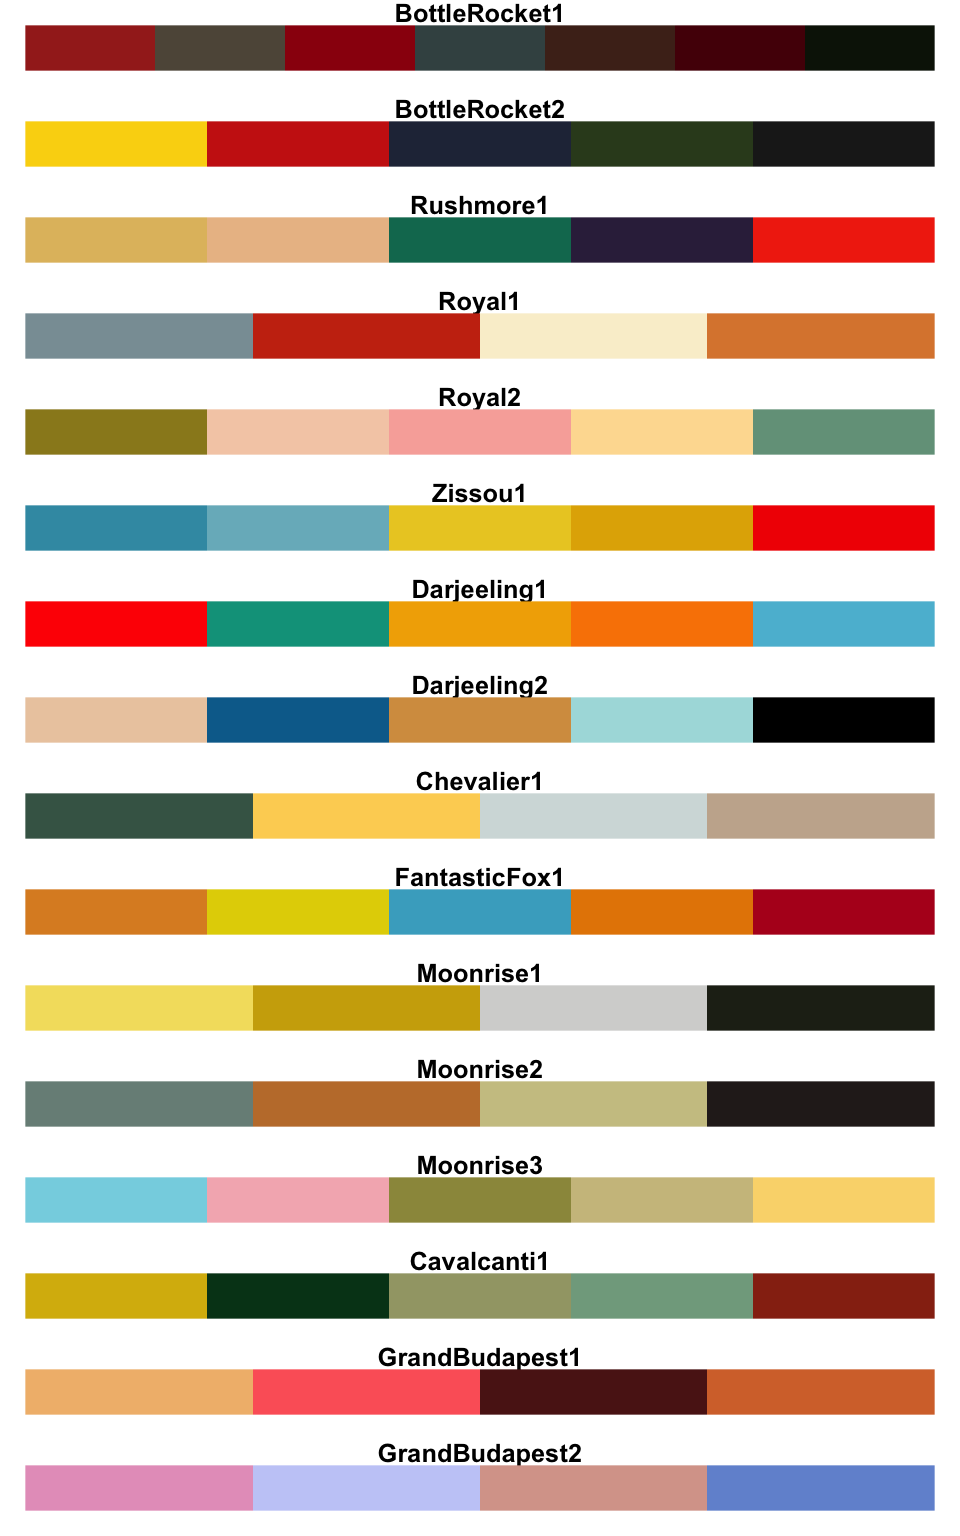 BottleRocket1
BottleRocket2
Rushmore1
Royal1
Royal2
Zissou1
Darjeeling1
Darjeeling2
Chevalier1
FantasticFox1
Moonrise1
Moonrise2
Moonrise3
Cavalcanti1
GrandBudapest1
GrandBudapest2